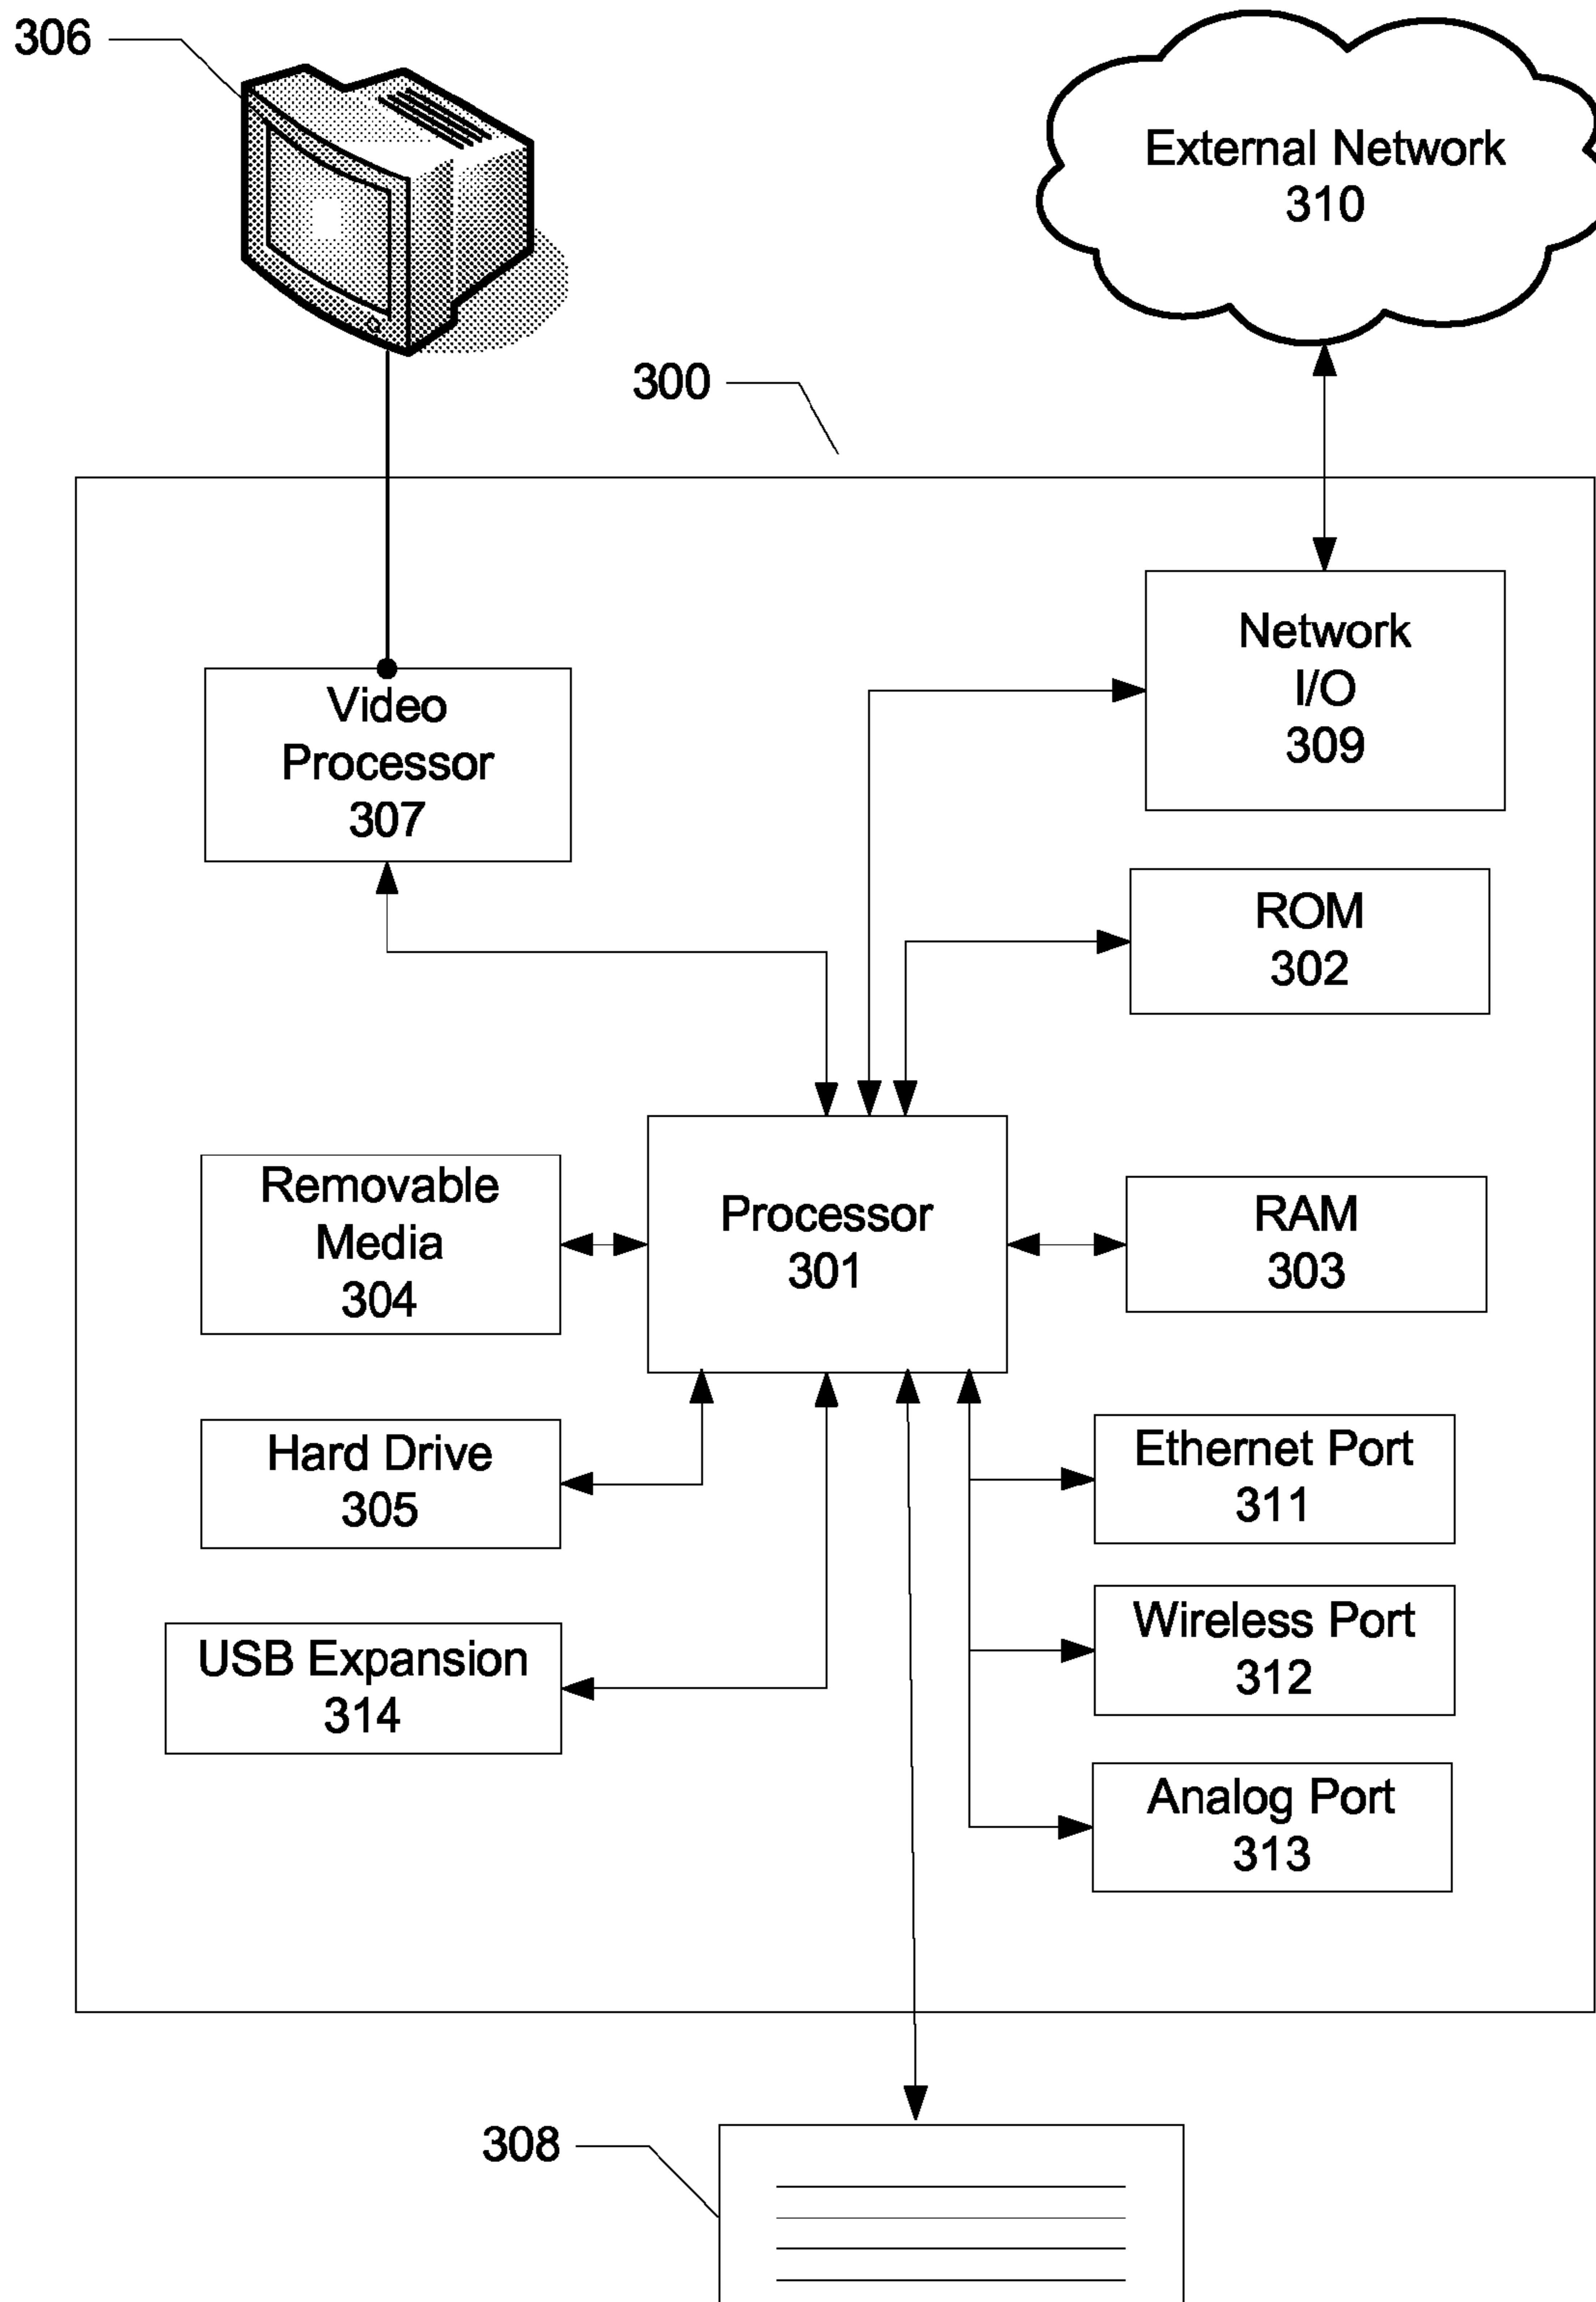 306
External Network
310
300
Network
I/O
309
Video
Processor
307
ROM
302
Removable
Media
304
Processor
301
RAM
303
Hard Drive
305
Ethernet Port
311
USB Expansion
314
Wireless Port
312
Analog Port
313
308